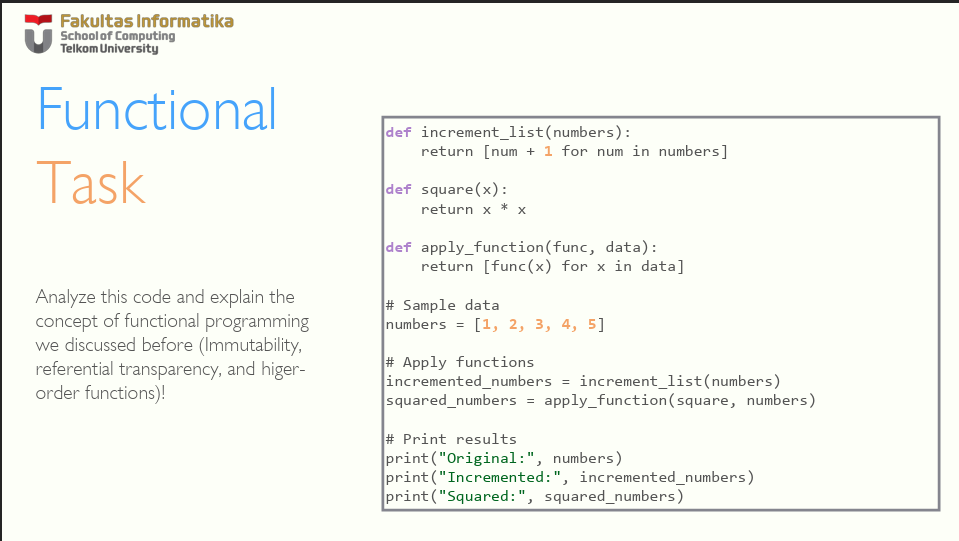 Fakultas Informatika
School of Computing
Telkom University
Functional
Task
Analyze this code and explain the
concept of functional programming
we discussed before (Immutability,
referential transparency, and higer-
order functions)!
def increment_list(numbers):
    return [num + 1 for num in numbers]
def square(x):
    return x * x
def apply_function(func, data):
    return [func(x) for x in data]
# Sample data
numbers = [1, 2, 3, 4, 5]
# Apply functions
incremented_numbers = increment_list(numbers)
squared_numbers = apply_function(square, numbers)
# Print results
print("Original:", numbers)
print("Incremented:", incremented_numbers)
print("Squared:", squared_numbers)